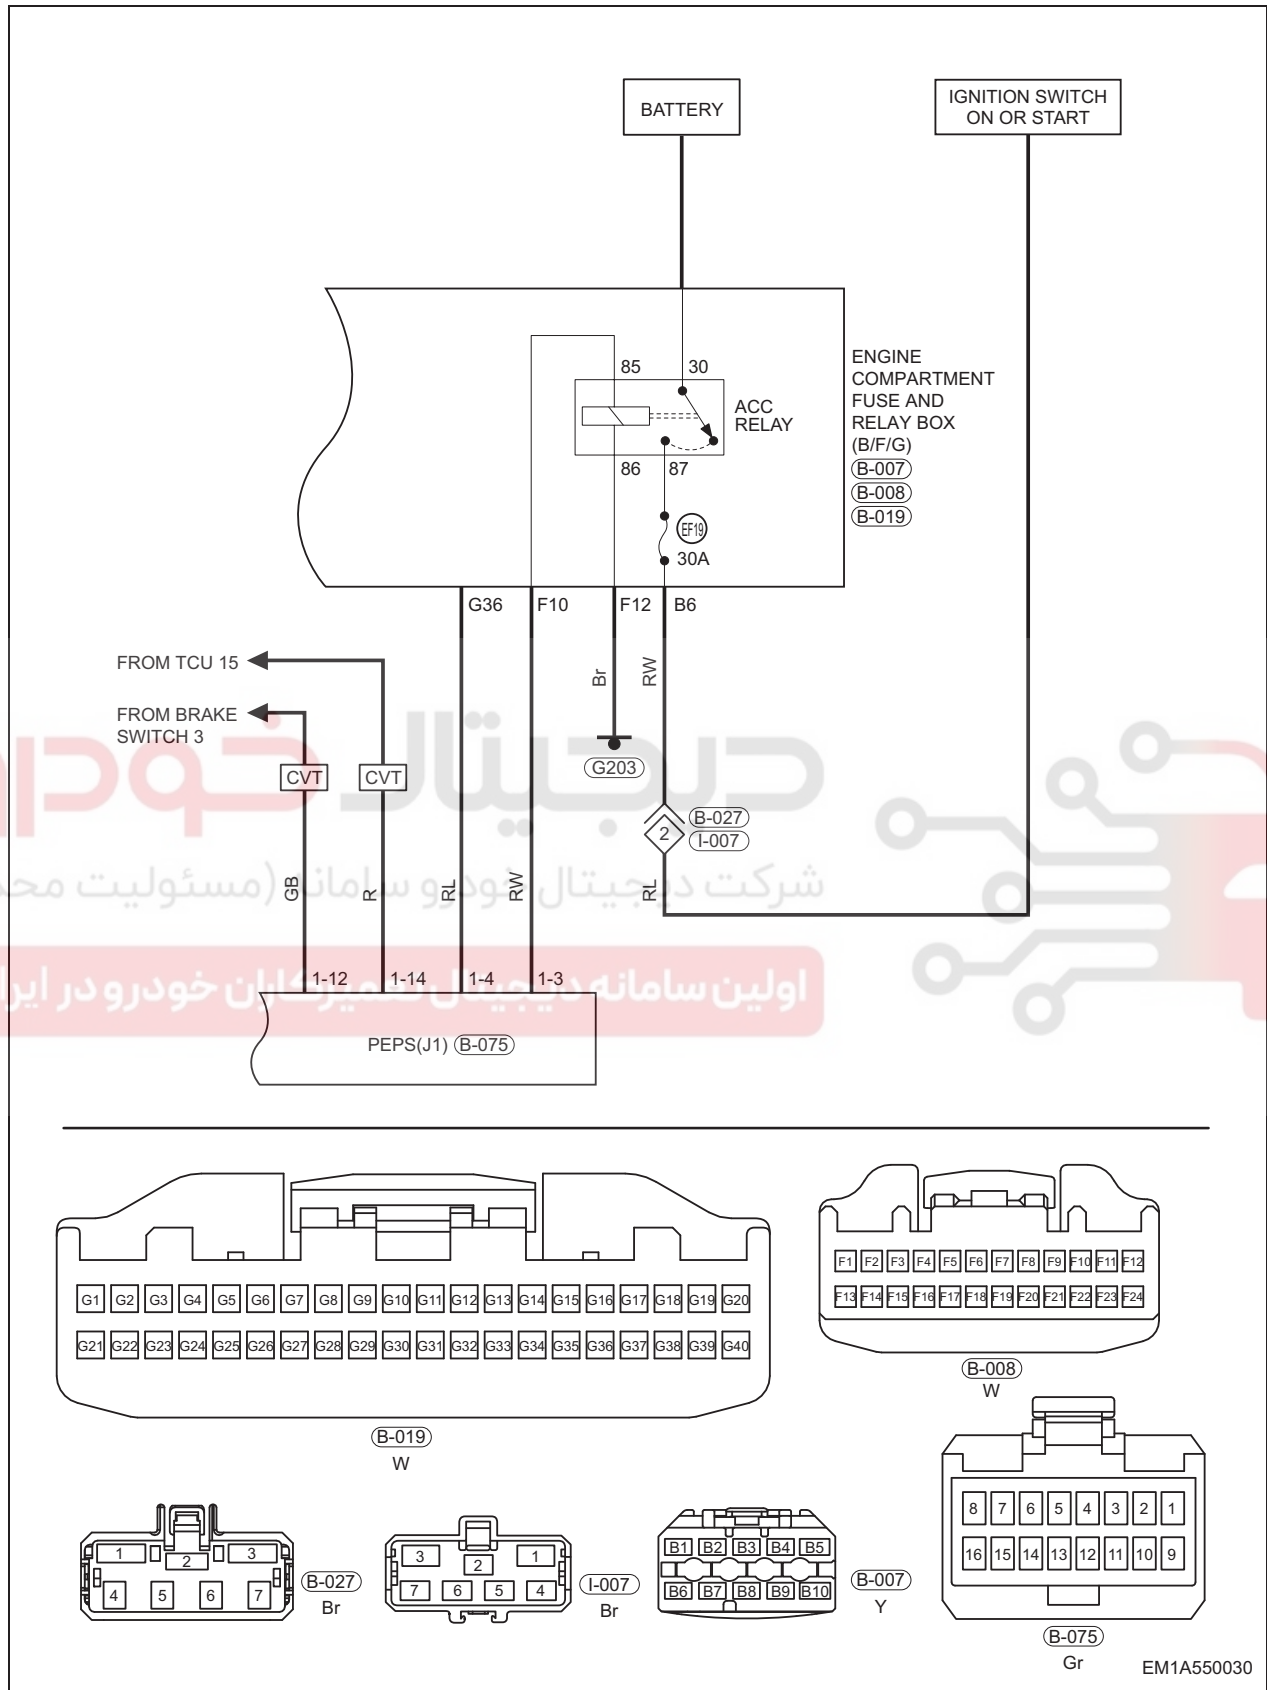 BATTERY
IGNITION SWITCH
ON OR START
85
30
ACC
RELAY
86
87
EF19
30A
ENGINE
COMPARTMENT
FUSE AND
RELAY BOX
(B/F/G)
B-007
B-008
B-019
G36
F10
F12
B6
FROM TCU 15
FROM BRAKE
SWITCH 3
Br
RW
G203
CVT
CVT
2
B-027
I-007
دیجیتال خودرو
شرکت دیجیتال خودرو سامانه (مسئولیت
اولین سامانه دیجیتال تعمیرکاران خودرو در ایران
GB
R
RL
RW
RL
1-12
1-14
1-4
1-3
PEPS(J1) B-075
G1 G2 G3 G4 G5 G6 G7 G8 G9 G10 G11 G12 G13 G14 G15 G16 G17 G18 G19 G20
G21 G22 G23 G24 G25 G26 G27 G28 G29 G30 G31 G32 G33 G34 G35 G36 G37 G38 G39 G40
B-019
W
F1 F2 F3 F4 F5 F6 F7 F8 F9 F10 F11 F12
F13 F14 F15 F16 F17 F18 F19 F20 F21 F22 F23 F24
B-008
W
1 2 3
4 5 6 7
B-027
Br
3 2 1
7 6 5 4
I-007
Br
B1 B2 B3 B4 B5
B6 B7 B8 B9 B10
B-007
Y
8 7 6 5 4 3 2 1
16 15 14 13 12 11 10 9
B-075
Gr
EM1A550030